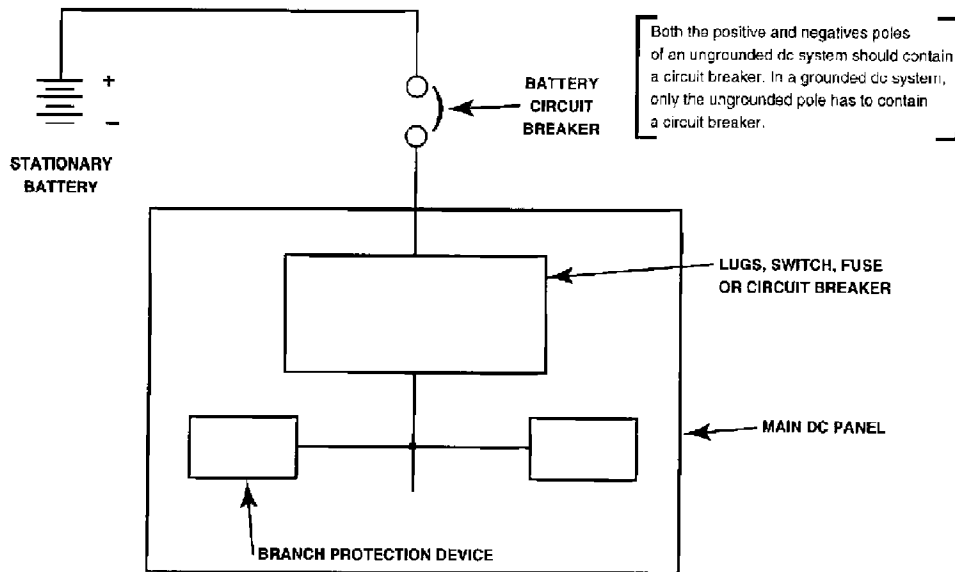 Both the positive and negatives poles
of an ungrounded dc system should contain
a circuit breaker. In a grounded dc system,
only the ungrounded pole has to contain
a circuit breaker.
+
−
BATTERY
CIRCUIT
BREAKER
STATIONARY
BATTERY
LUGS, SWITCH, FUSE
OR CIRCUIT BREAKER
MAIN DC PANEL
BRANCH PROTECTION DEVICE